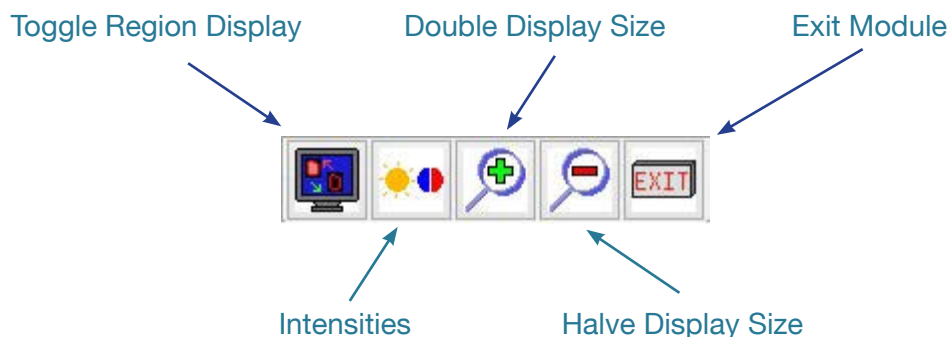 Toggle Region Display
Double Display Size
Exit Module
EXIT
Intensities
Halve Display Size